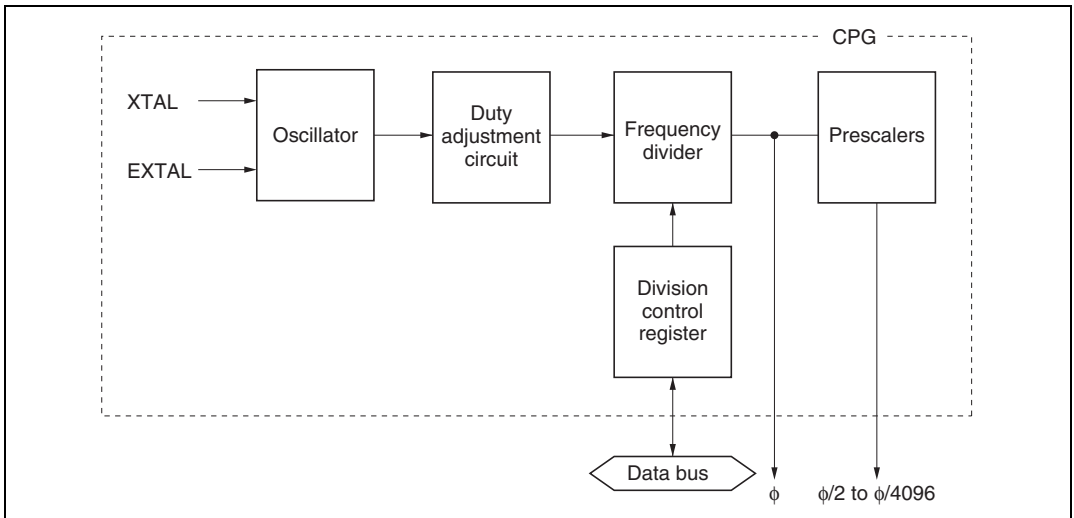 CPG
XTAL
EXTAL
Oscillator
Duty
adjustment
circuit
Frequency
divider
Prescalers
Division
control
register
Data bus
ϕ
ϕ/2 to ϕ/4096